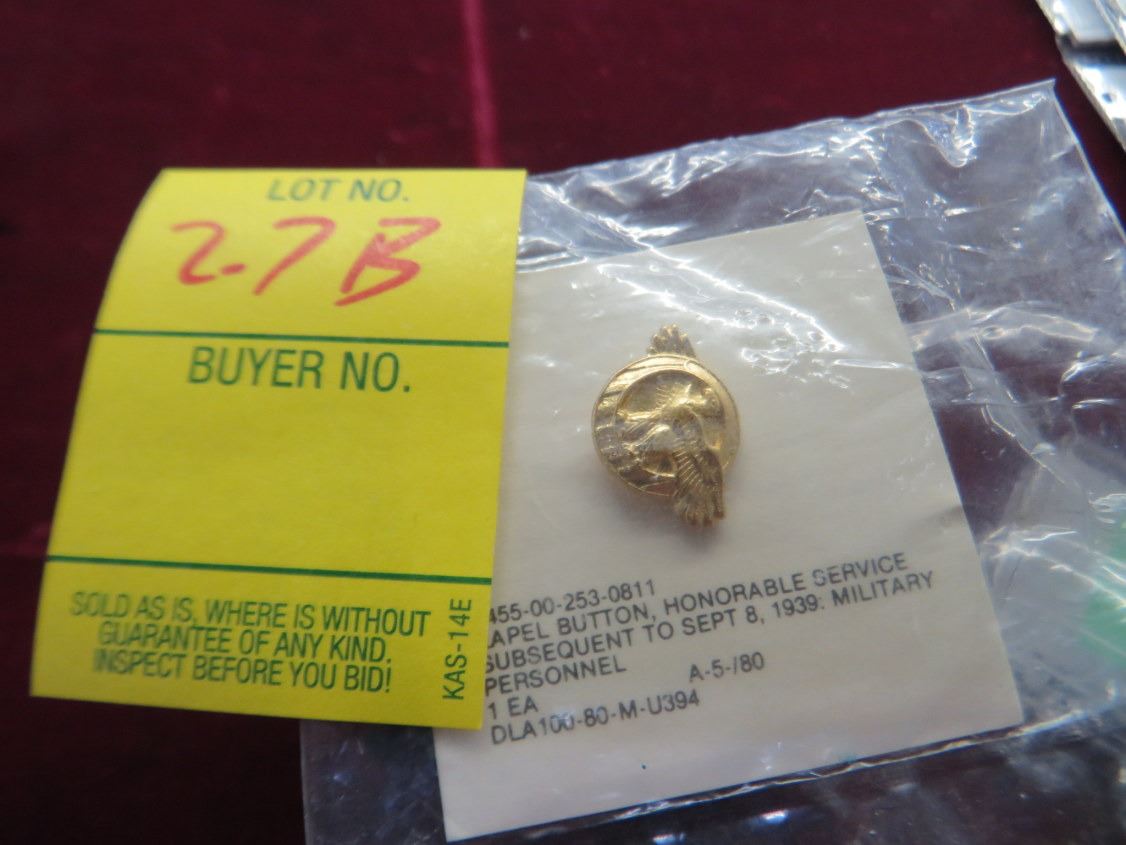 LOT NO.
2.7 B
BUYER NO.
SOLD AS IS, WHERE IS WITHOUT
GUARANTEE OF ANY KIND.
INSPECT BEFORE YOU BID!
KAS-14E
455-00-253-0811
APEL BUTTON, HONORABLE SERVICE
SUBSEQUENT TO SEPT 8, 1939: MILITARY
PERSONNEL A-5-/80
1 EA
DLA100-80-M-U394